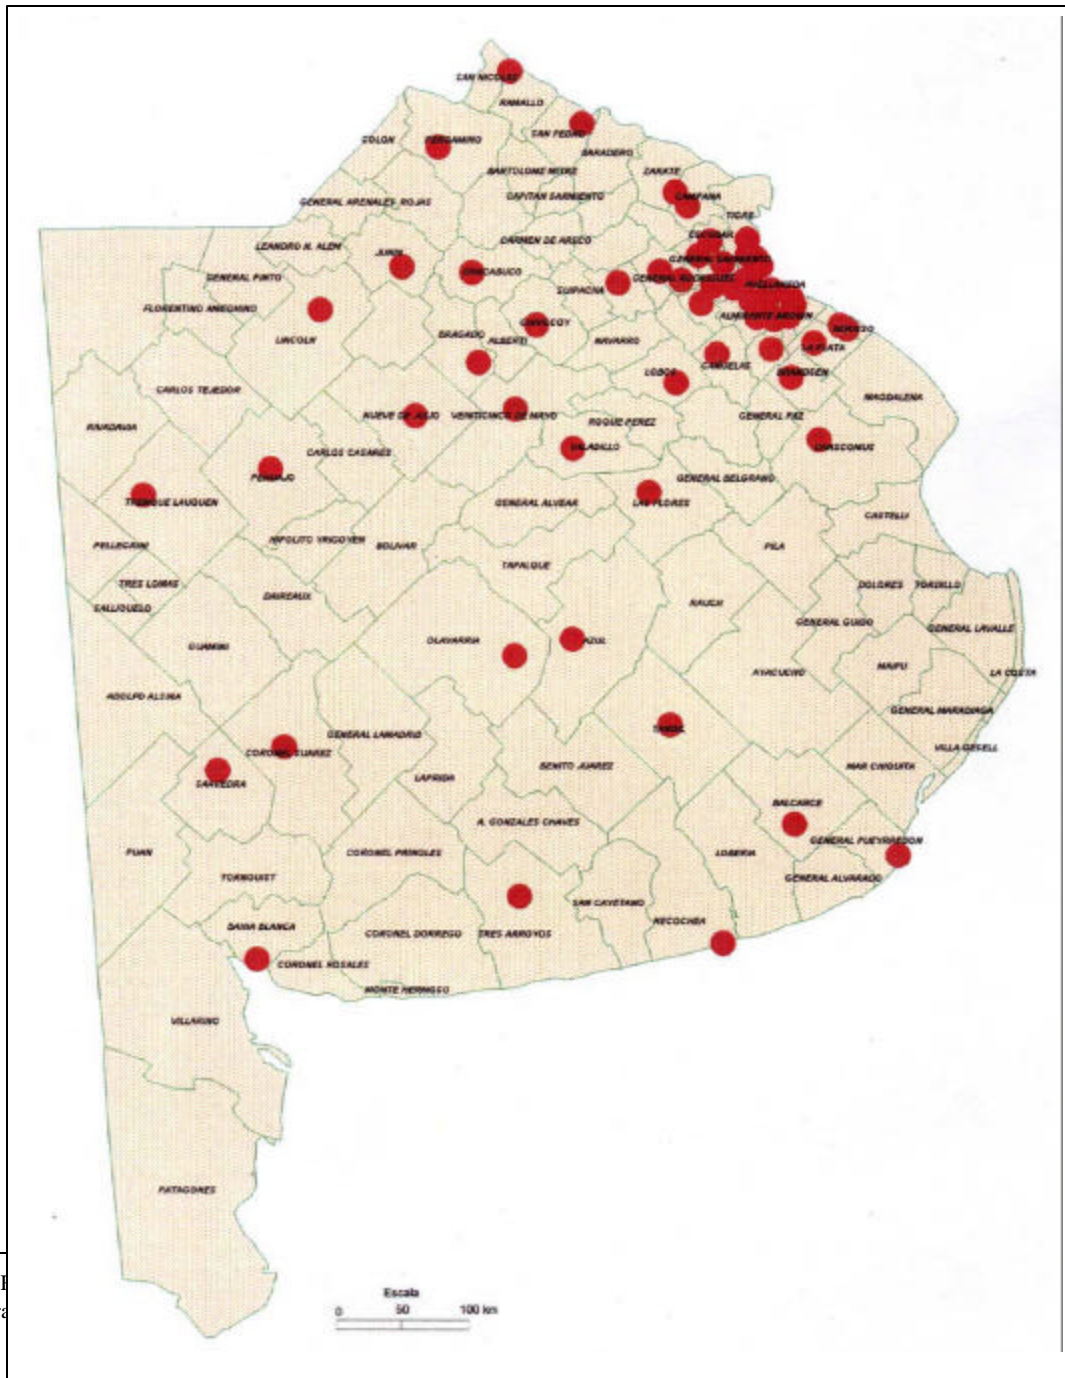 SAN NICOLAS
RAMALLO
COLON
PERGAMINO
SAN PEDRO
BARADERO
BARTOLOME MITRE
ZARATE
GENERAL ARENALES
ROJAS
CAPITAN SARMIENTO
CAMPANA
TIGRE
LEANDRO N. ALEM
JUNIN
CARMEN DE ARECO
ESCOBAR
GENERAL SARMIENTO
GENERAL PINTO
CHACABUCO
SUIPACHA
GENERAL RODRIGUEZ
AVELLANEDA
FLORENTINO AMEGHINO
LINCOLN
BRAGADO
ALBERTI
CHIVILCOY
NAVARRO
ALMIRANTE BROWN
BERISSO
LA PLATA
CARLOS TEJEDOR
LOBOS
CAÑUELAS
BRANDSEN
MAGDALENA
RIVADAVIA
NUEVE DE JULIO
VEINTICINCO DE MAYO
ROQUE PEREZ
GENERAL PAZ
CARLOS CASARES
SALADILLO
CHASCOMUS
PEHUAJO
GENERAL BELGRANO
TRENQUE LAUQUEN
GENERAL ALVEAR
LAS FLORES
CASTELLI
PELLEGRINI
HIPOLITO YRIGOYEN
BOLIVAR
PILA
TAPALQUE
TRES LOMAS
DAIREAUX
DOLORES
TORDILLO
SALLIQUELO
RAUCH
GENERAL GUIDO
GENERAL LAVALLE
GUAMINI
OLAVARRIA
AZUL
AYACUCHO
MAIPU
LA COSTA
ADOLFO ALSINA
GENERAL MARADIAGA
CORONEL SUAREZ
GENERAL LAMADRID
TANDIL
VILLA GESELL
SAAVEDRA
LAPRIDA
BENITO JUAREZ
MAR CHIQUITA
BALCARCE
A. GONZALES CHAVES
GENERAL PUEYRREDON
PUAN
CORONEL PRINGLES
LOBERIA
TORNQUIST
GENERAL ALVARADO
SAN CAYETANO
BAHIA BLANCA
NECOCHEA
CORONEL DORREGO
TRES ARROYOS
CORONEL ROSALES
MONTE HERMOSO
VILLARINO
PATAGONES
Escala
0 50 100 km